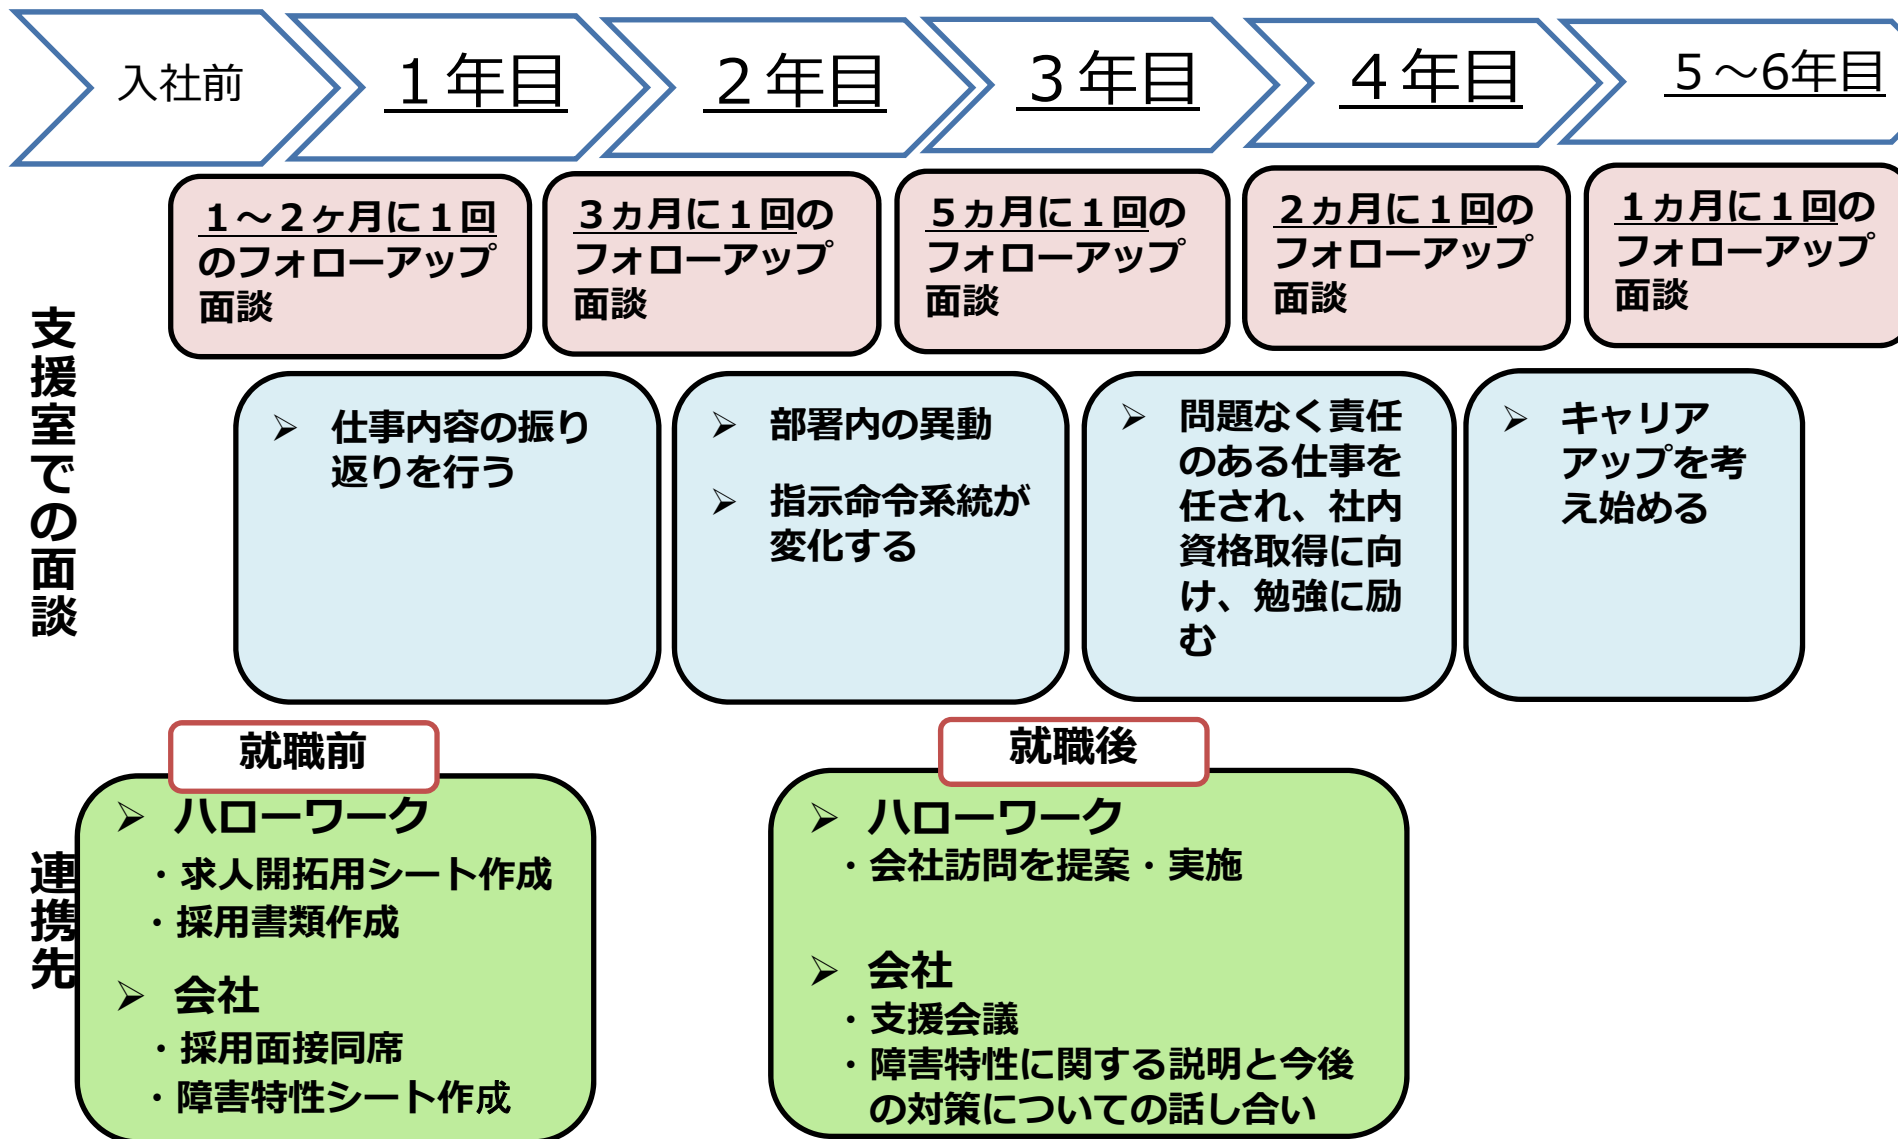 入社前
１年目
２年目
３年目
４年目
５～6年目
１～２ヶ月に１回
のフォローアップ
面談
３ヵ月に１回の
フォローアップ
面談
５ヵ月に１回の
フォローアップ
面談
２ヵ月に１回の
フォローアップ
面談
１ヵ月に１回の
フォローアップ
面談
支援室での面談
➢ 仕事内容の振り
返りを行う
➢ 部署内の異動
➢ 指示命令系統が
変化する
➢ 問題なく責任
のある仕事を
任され、社内
資格取得に向
け、勉強に励
む
➢ キャリア
アップを考
え始める
連携先
就職前
➢ ハローワーク
・求人開拓用シート作成
・採用書類作成
➢ 会社
・採用面接同席
・障害特性シート作成
就職後
➢ ハローワーク
・会社訪問を提案・実施
➢ 会社
・支援会議
・障害特性に関する説明と今後
の対策についての話し合い